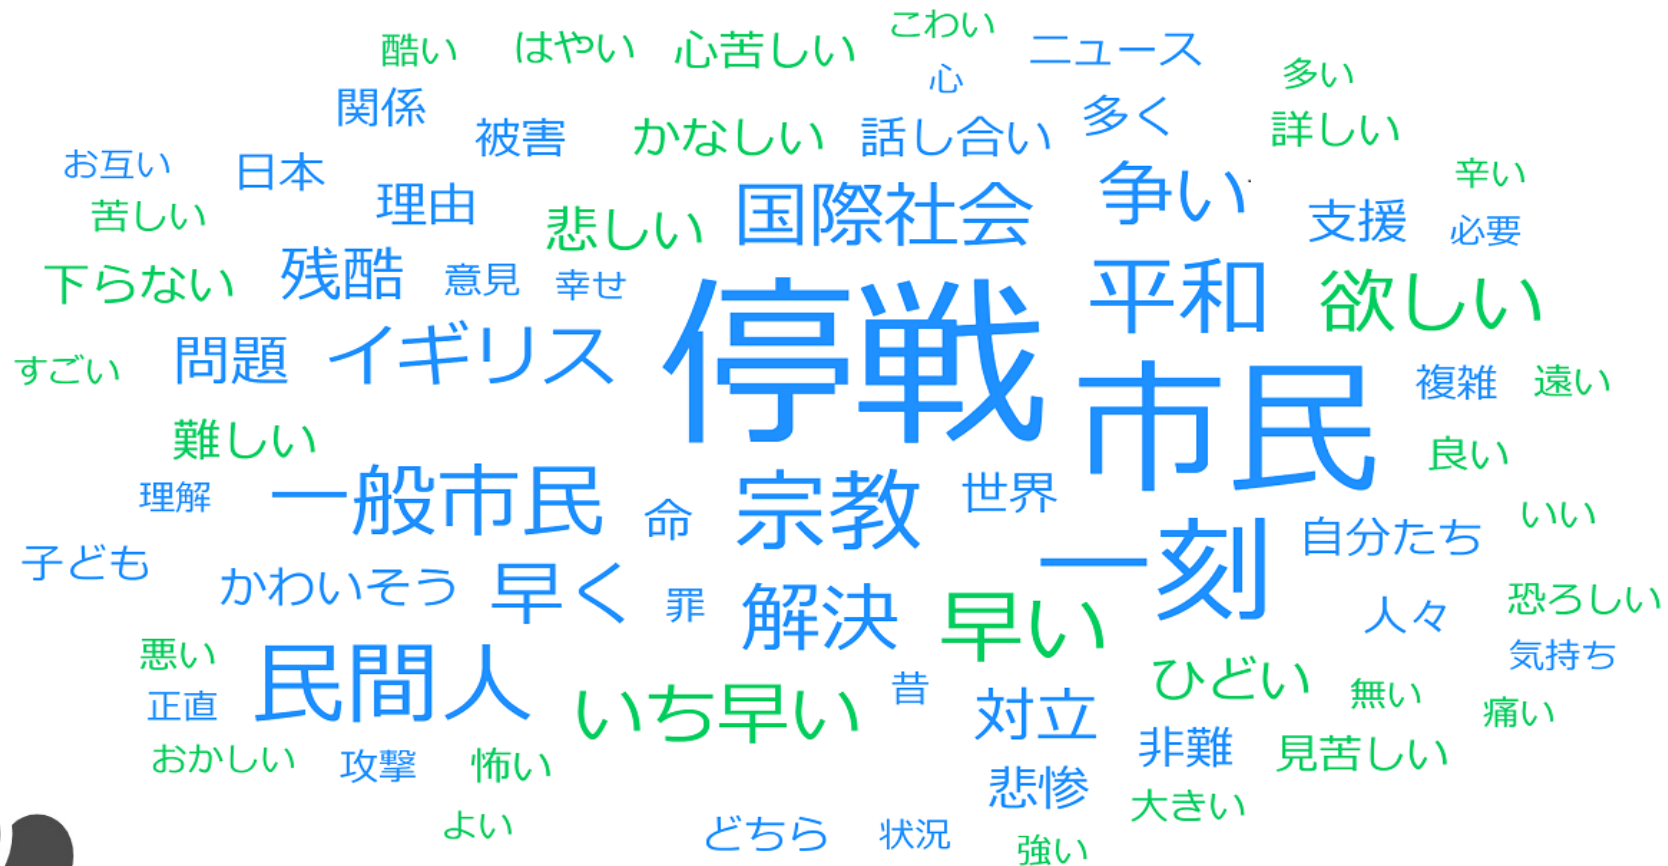 こわい
酷い はやい 心苦しい ニュース
心 多い
関係 被害 かなしい 話し合い 多く 詳しい
お互い 日本 辛い
理由 国際社会 争い
苦しい 悲しい 支援 必要
下らない 残酷 意見 幸せ 平和 欲しい
停戦
すごい 問題 イギリス 複雑 遠い
市民
難しい 良い
理解 一般市民 命 宗教 世界 いい
子ども 一刻 自分たち
かわいそう 早く 罪 解決 早い 人々 恐ろしい
悪い 民間人 ひどい 気持ち
正直 いち早い 昔 対立 無い 痛い
おかしい 攻撃 怖い 非難 見苦しい
悲惨 大きい
よい どちら 状況 強い